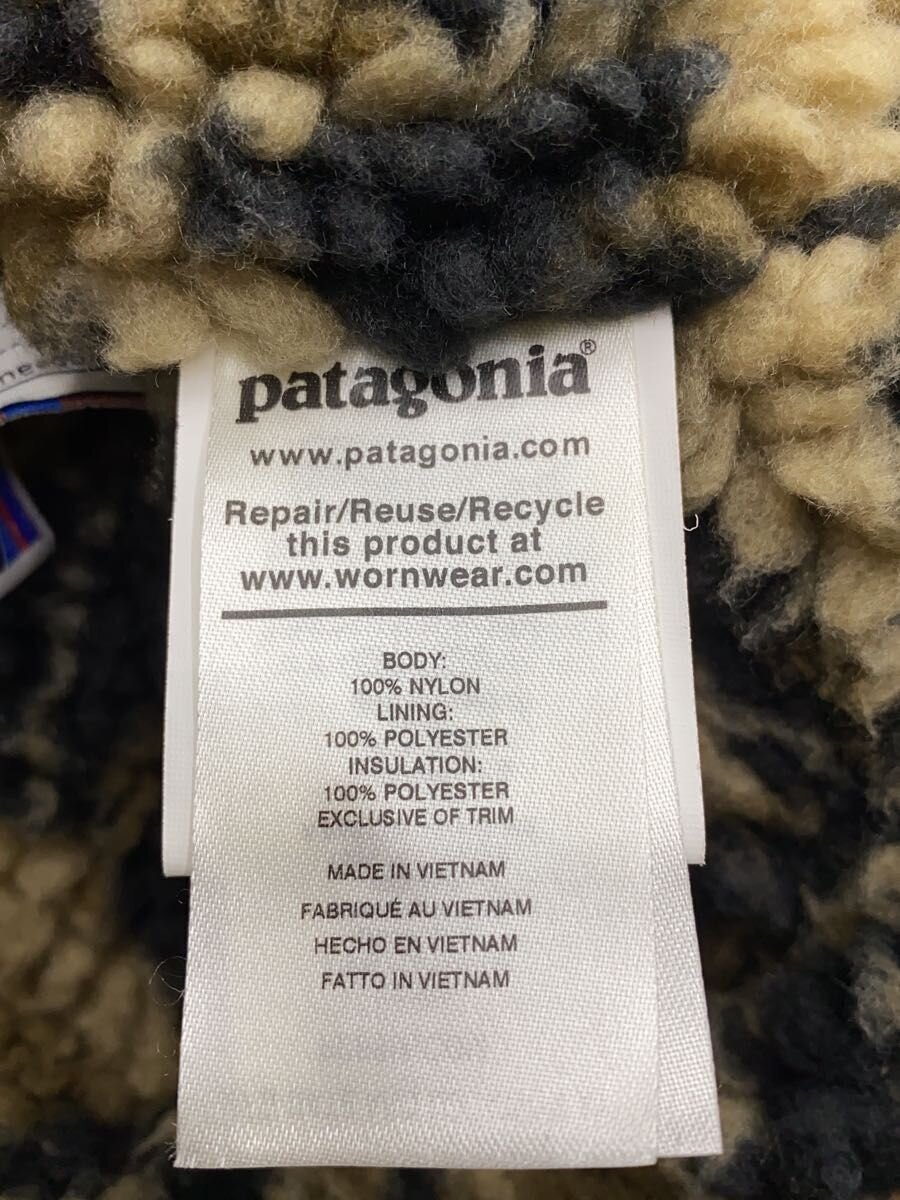 patagonia®
www.patagonia.com
Repair/Reuse/Recycle
this product at
www.wornwear.com
BODY:
100% NYLON
LINING:
100% POLYESTER
INSULATION:
100% POLYESTER
EXCLUSIVE OF TRIM
MADE IN VIETNAM
FABRIQUÉ AU VIETNAM
HECHO EN VIETNAM
FATTO IN VIETNAM